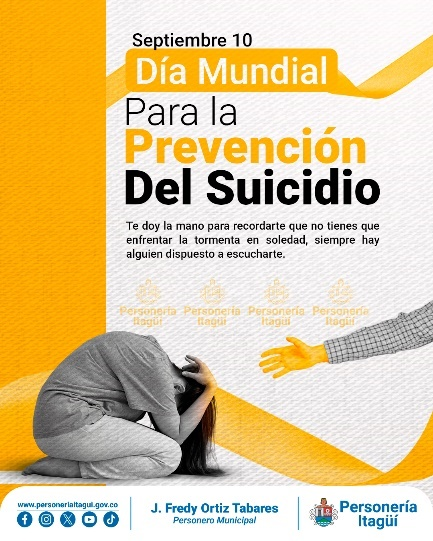 Septiembre 10
Día Mundial
Para la
Prevención
Del Suicidio
Te doy la mano para recordarte que no tienes que
enfrentar la tormenta en soledad, siempre hay
alguien dispuesto a escucharte.
Personería Personería Personería Personería
Itagüí Itagüí Itagüí Itagüí
www.personeriaitagui.gov.co
J. Fredy Ortiz Tabares
Personero Municipal
Personería
Itagüí